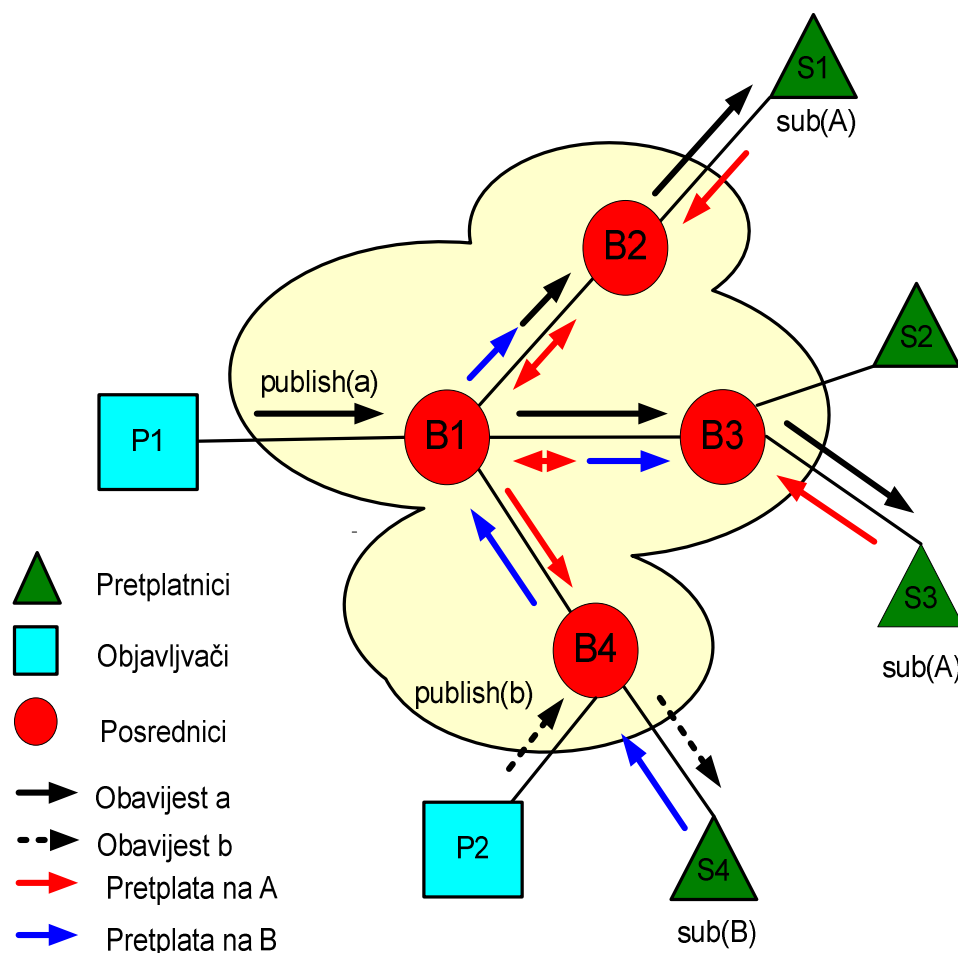 S1
sub(A)
B2
S2
publish(a)
P1
B1
B3
S3
sub(A)
Pretplatnici
Objavljvači
B4
publish(b)
Posrednici
Obavijest a
Obavijest b
P2
S4
sub(B)
Pretplata na A
Pretplata na B